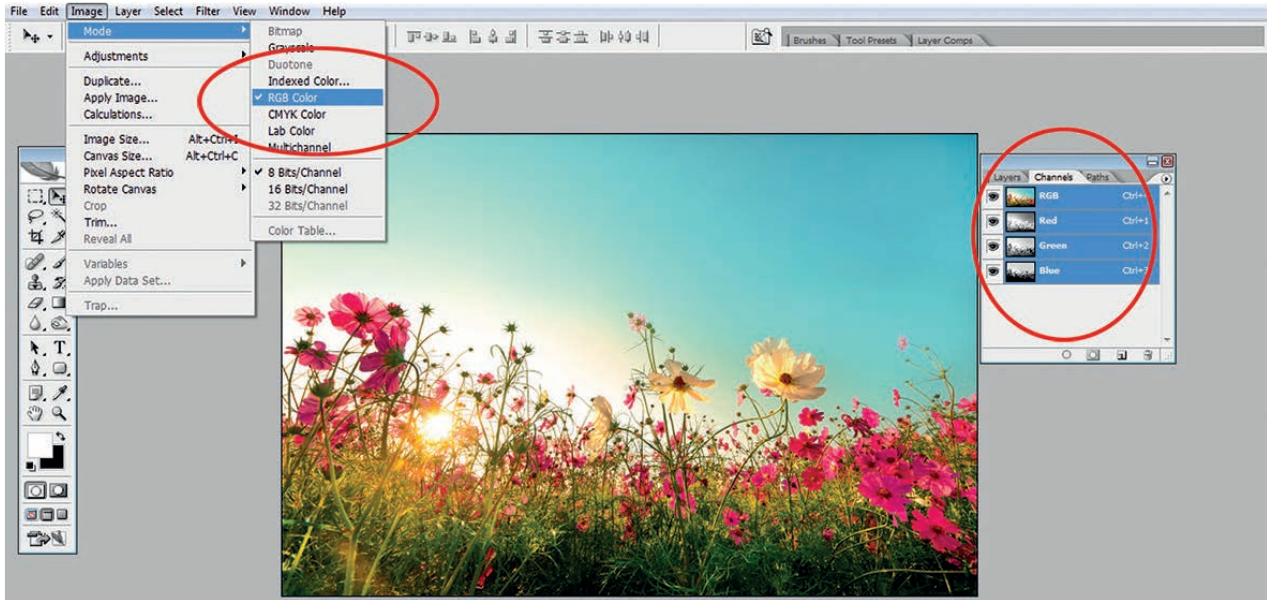 File Edit Image Layer Select Filter View Window Help
Brushes Tool Presets Layer Comps
Mode
Adjustments
Duplicate...
Apply Image...
Calculations...
Image Size... Alt+Ctrl+I
Canvas Size... Alt+Ctrl+C
Pixel Aspect Ratio
Rotate Canvas
Crop
Trim...
Reveal All
Variables
Apply Data Set...
Trap...
Bitmap
Grayscale
Duotone
Indexed Color...
RGB Color
CMYK Color
Lab Color
Multichannel
8 Bits/Channel
16 Bits/Channel
32 Bits/Channel
Color Table...
Layers Channels Paths
RGB
Red Ctrl+1
Green Ctrl+2
Blue Ctrl+3